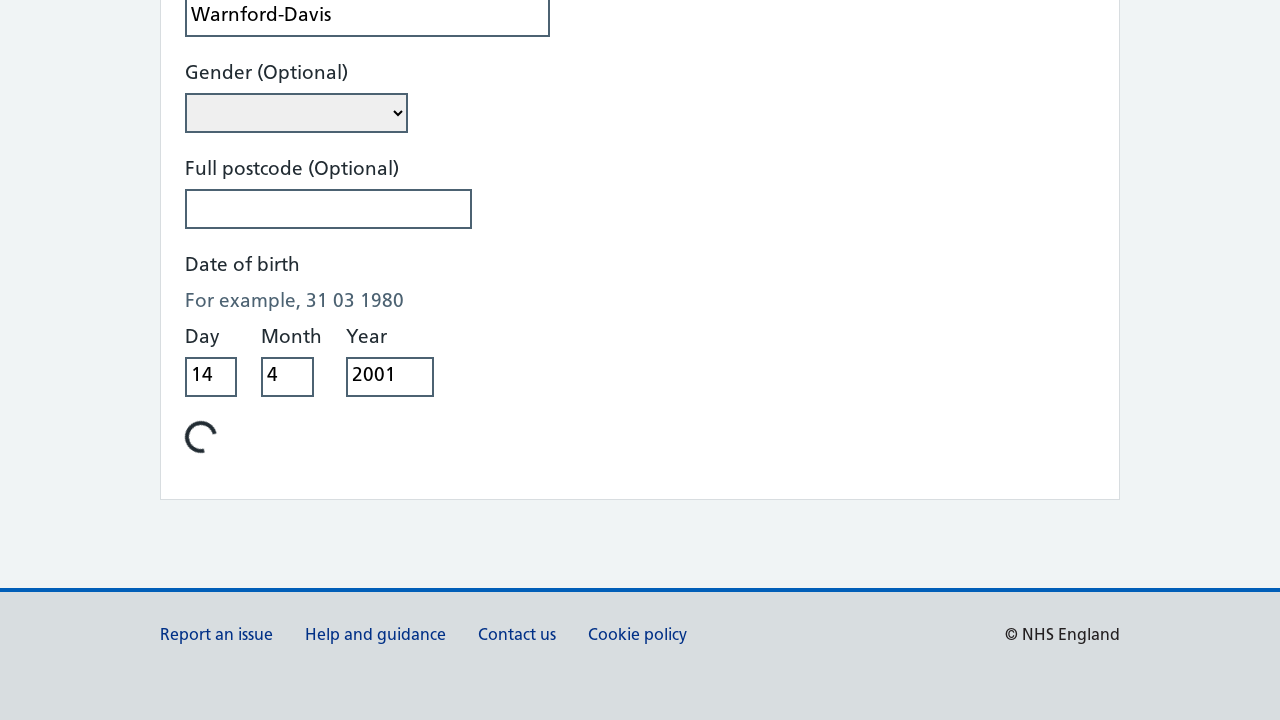 Warnford-Davis
Gender (Optional)
Full postcode (Optional)
Date of birth
For example, 31 03 1980
Day Month Year
14 4 2001
Report an issue Help and guidance Contact us Cookie policy © NHS England